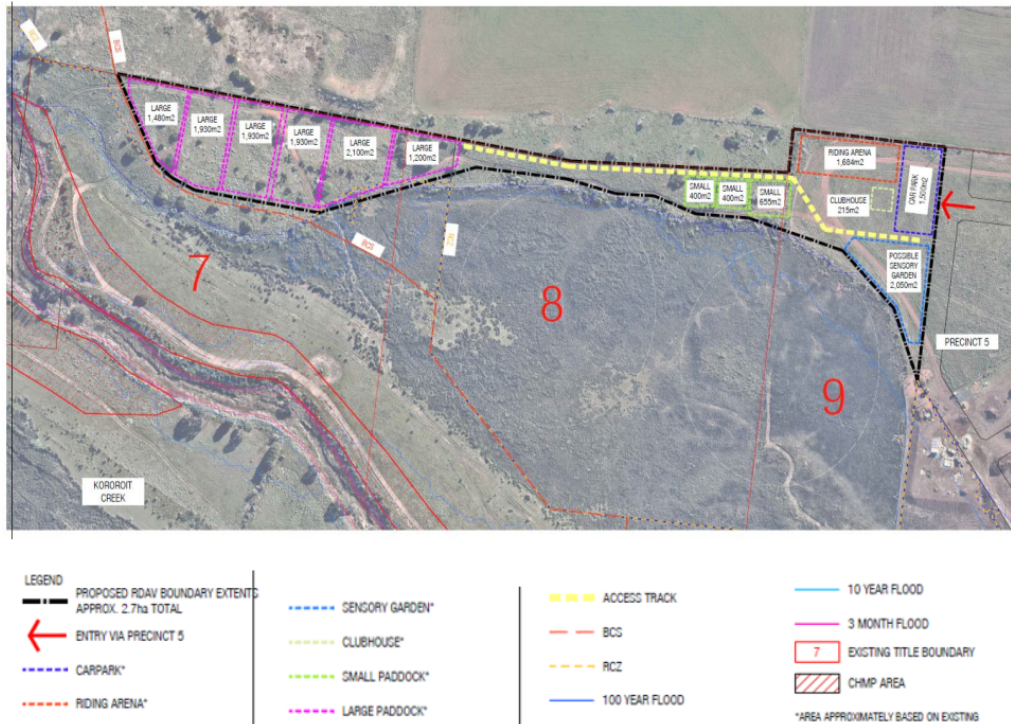 RCZ
BCS
LARGE
1,480m2
LARGE
1,930m2
LARGE
1,930m2
LARGE
1,930m2
LARGE
2,100m2
LARGE
1,200m2
SMALL
400m2
SMALL
400m2
SMALL
655m2
RIDING ARENA
1,684m2
CLUBHOUSE
215m2
CAR PARK
1,500m2
POSSIBLE
SENSORY
GARDEN
2,050m2
PRECINCT 5
BCS
RCZ
7
8
9
KOROROIT
CREEK
LEGEND
PROPOSED RDAV BOUNDARY EXTENTS
APPROX. 2.7ha TOTAL
ENTRY VIA PRECINCT 5
CARPARK*
RIDING ARENA*
SENSORY GARDEN*
CLUBHOUSE*
SMALL PADDOCK*
LARGE PADDOCK*
ACCESS TRACK
BCS
RCZ
100 YEAR FLOOD
10 YEAR FLOOD
3 MONTH FLOOD
7 EXISTING TITLE BOUNDARY
CHMP AREA
*AREA APPROXIMATELY BASED ON EXISTING